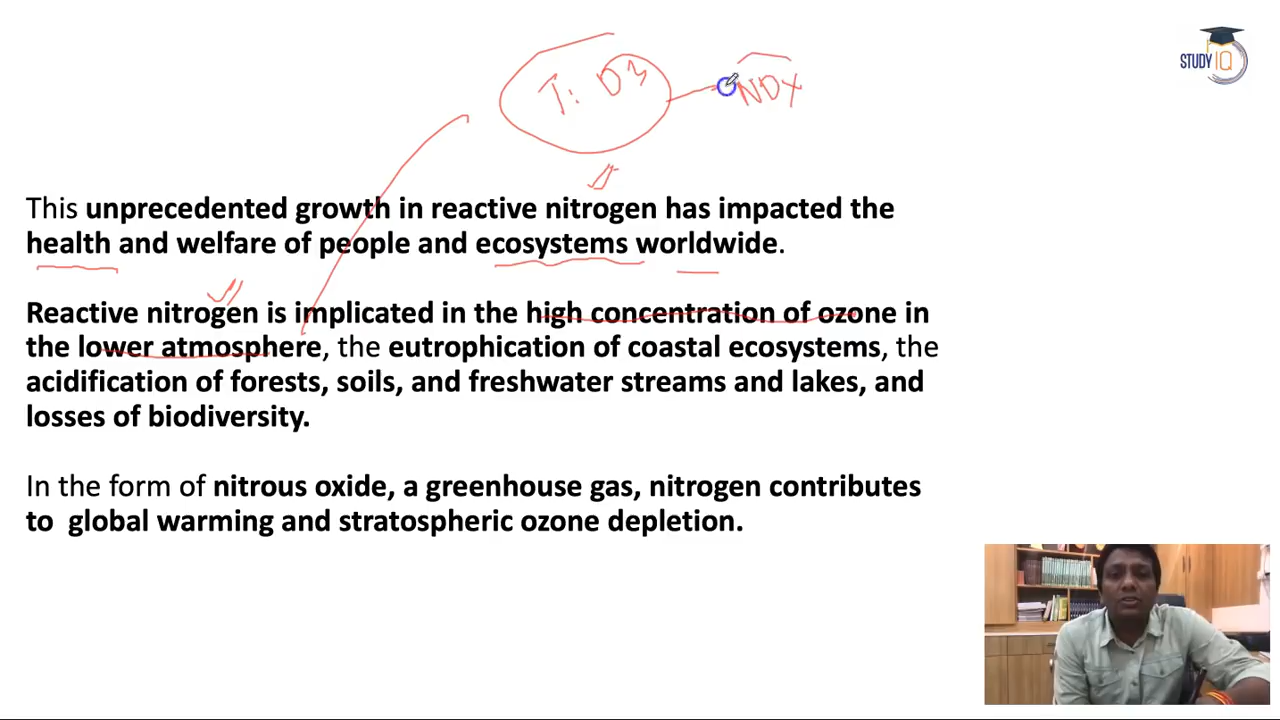 STUDY IQ
T: O3
NOX
This unprecedented growth in reactive nitrogen has impacted the
health and welfare of people and ecosystems worldwide.
Reactive nitrogen is implicated in the high concentration of ozone in
the lower atmosphere, the eutrophication of coastal ecosystems, the
acidification of forests, soils, and freshwater streams and lakes, and
losses of biodiversity.
In the form of nitrous oxide, a greenhouse gas, nitrogen contributes
to global warming and stratospheric ozone depletion.